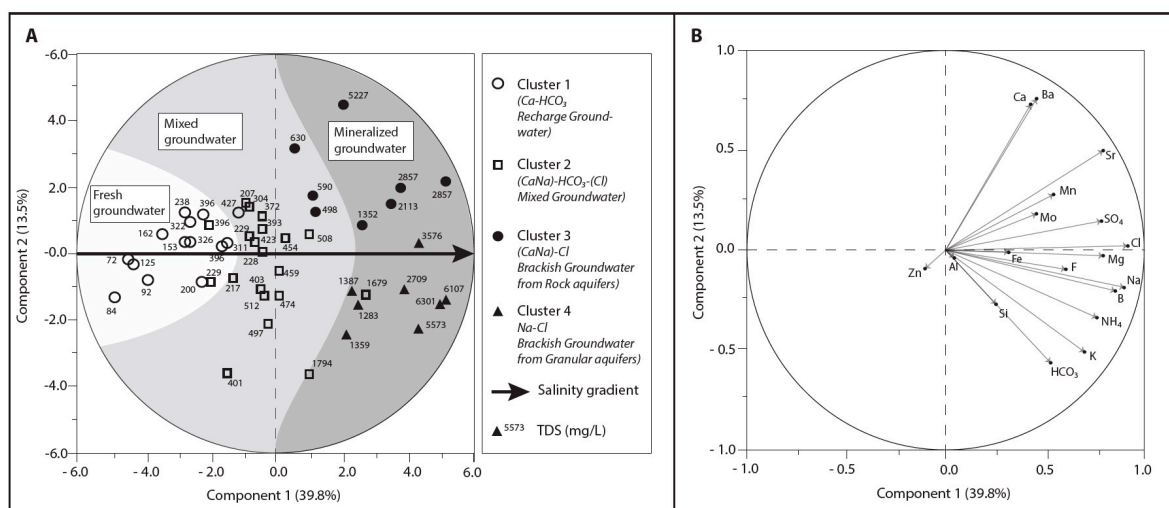 A
-6.0
4.0
2.0
-0.0
-2.0
-4.0
-6.0
Component 2 (13.5%)
-6.0
- 4.0
- 2.0
0.0
2.0
4.0
6.0
Component 1 (39.8%)
Mixed
groundwater
Mineralized
groundwater
Fresh
groundwater
5227
630
590
498
2857
2857
2113
1352
3576
207
304
372
393
238
396
427
322
396
229
423
162
153
326
311
396
228
454
508
72
125
92
84
200
229
217
403
459
512
474
497
401
1387
1679
2709
6107
1283
6301
1359
5573
1794
Cluster 1
(Ca-HCO₃
Recharge Ground-
water)
Cluster 2
(CaNa)-HCO₃-(Cl)
Mixed Groundwater
Cluster 3
(CaNa)-Cl
Brackish Groundwater
from Rock aquifers
Cluster 4
Na-Cl
Brackish Groundwater
from Granular aquifers
Salinity gradient
5573 TDS (mg/L)
B
1.0
0.5
0.0
-0.5
-1.0
Component 2 (13.5%)
- 1.0
- 0.5
0.0
0.5
1.0
Component 1 (39.8%)
Ca
Ba
Sr
Mn
Mo
SO₄
Cl
Fe
Mg
Zn
Al
F
Na
B
Si
NH₄
K
HCO₃